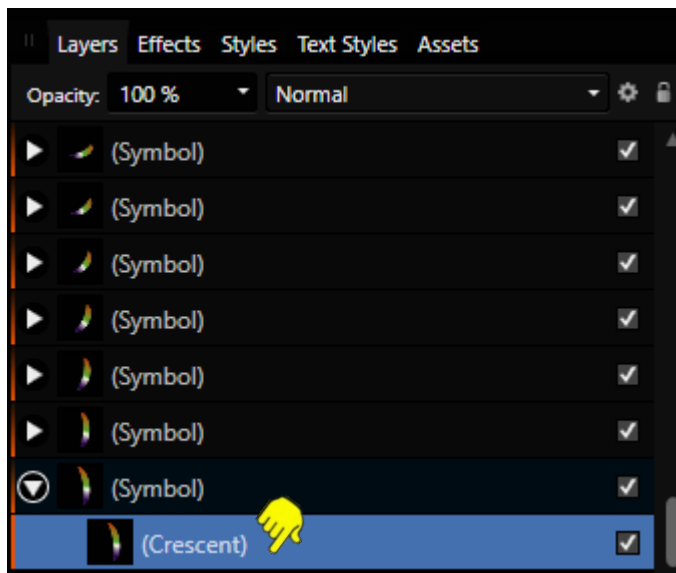 Layers Effects Styles Text Styles Assets
Opacity: 100 % Normal
(Symbol)
(Symbol)
(Symbol)
(Symbol)
(Symbol)
(Symbol)
(Symbol)
(Crescent)